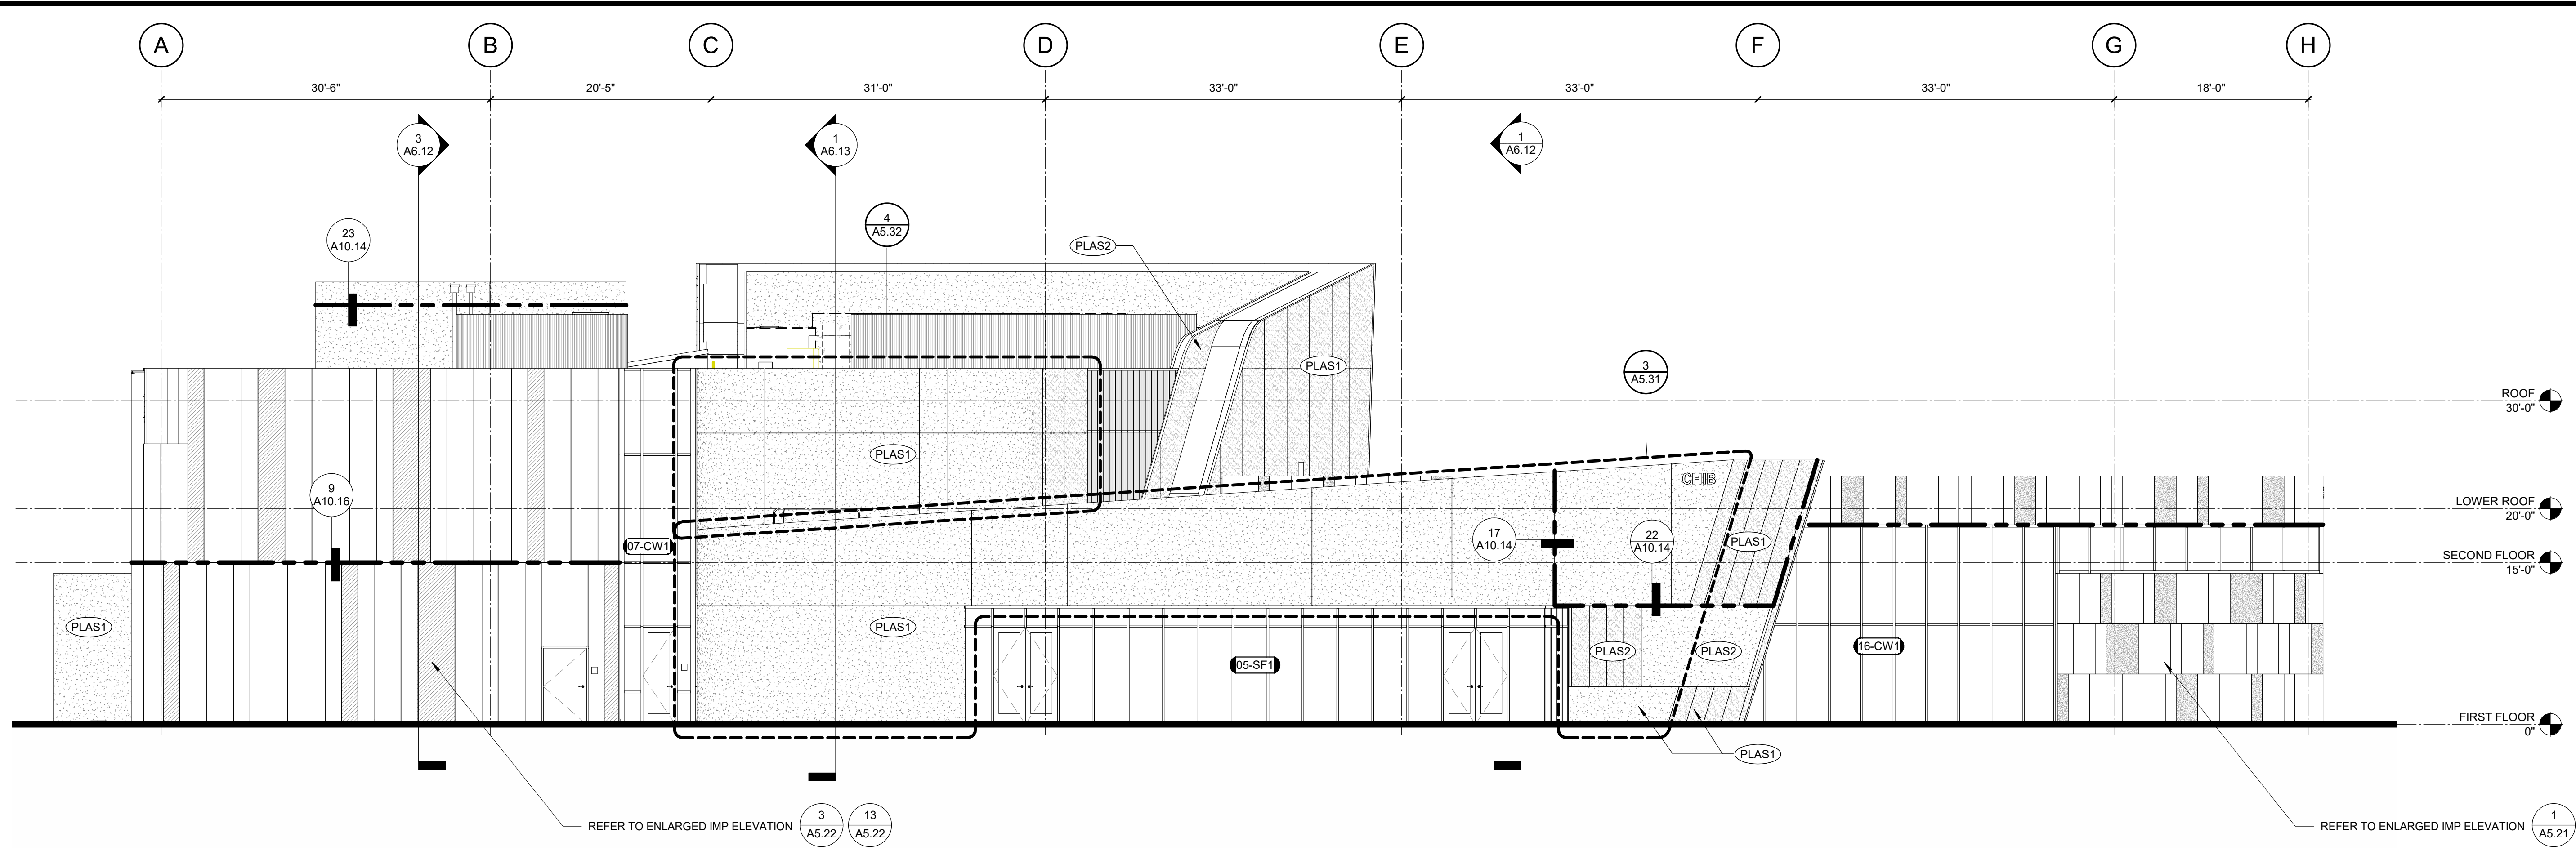 A
B
C
D
E
F
G
H
30'-6"
20'-5"
31'-0"
33'-0"
33'-0"
33'-0"
18'-0"
3
A6.12
1
A6.13
1
A6.12
23
A10.14
4
A5.32
PLAS2
PLAS1
3
A5.31
ROOF
30'-0"
PLAS1
CHIB
9
A10.16
LOWER ROOF
20'-0"
07-CW1
17
A10.14
22
A10.14
PLAS1
SECOND FLOOR
15'-0"
PLAS1
PLAS1
05-SF1
PLAS2
PLAS2
16-CW1
FIRST FLOOR
0"
PLAS1
REFER TO ENLARGED IMP ELEVATION
3
A5.22
13
A5.22
REFER TO ENLARGED IMP ELEVATION
1
A5.21